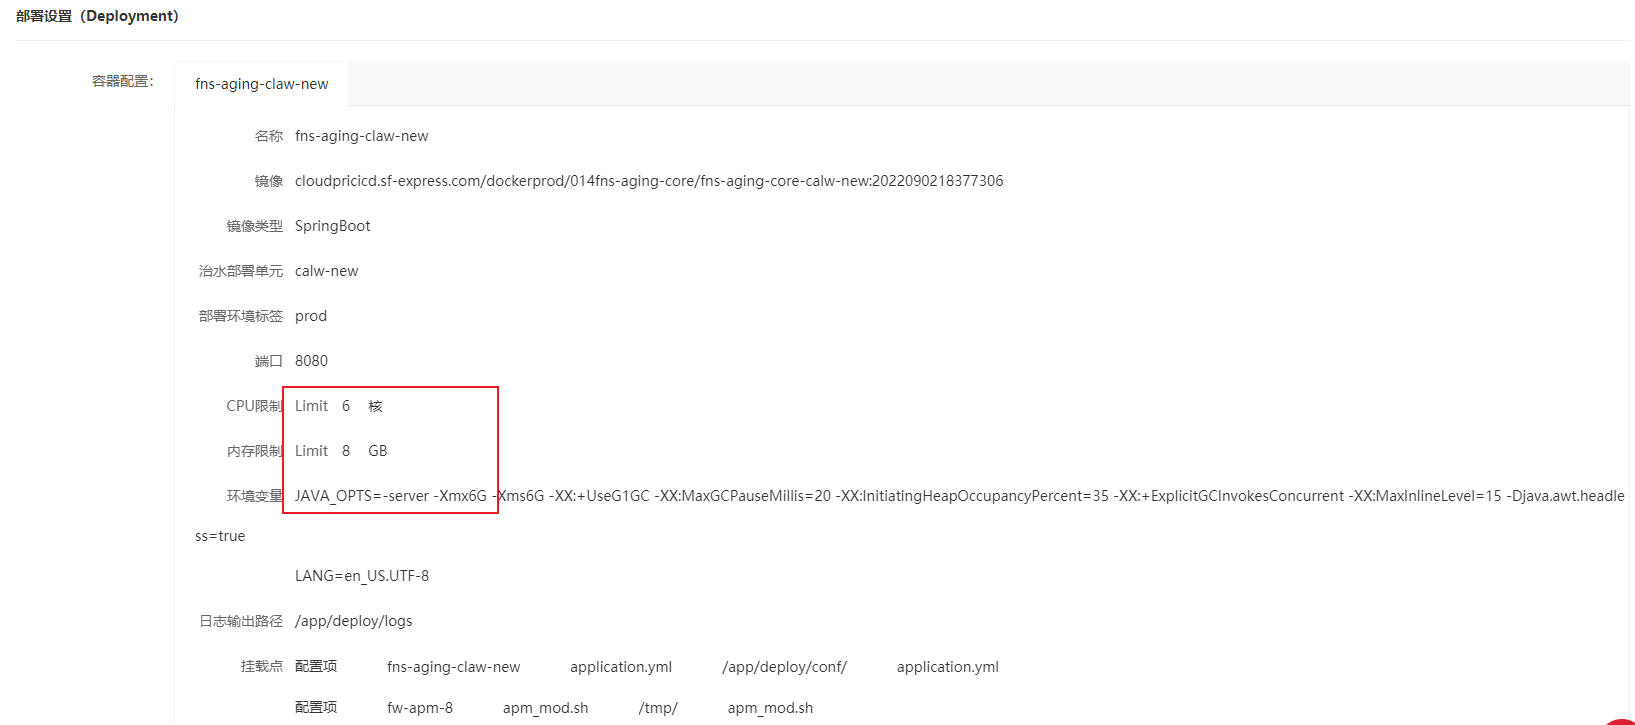 部署设置（Deployment）
容器配置：
fns-aging-claw-new
名称 fns-aging-claw-new
镜像 cloudpricicd.sf-express.com/dockerprod/014fns-aging-core/fns-aging-core-calw-new:2022090218377306
镜像类型 SpringBoot
治水部署单元 calw-new
部署环境标签 prod
端口 8080
CPU限制 Limit 6 核
内存限制 Limit 8 GB
环境变量 JAVA_OPTS=-server -Xmx6G -Xms6G -XX:+UseG1GC -XX:MaxGCPauseMillis=20 -XX:InitiatingHeapOccupancyPercent=35 -XX:+ExplicitGCInvokesConcurrent -XX:MaxInlineLevel=15 -Djava.awt.headle
ss=true
LANG=en_US.UTF-8
日志输出路径 /app/deploy/logs
挂载点 配置项 fns-aging-claw-new application.yml /app/deploy/conf/ application.yml
配置项 fw-apm-8 apm_mod.sh /tmp/ apm_mod.sh